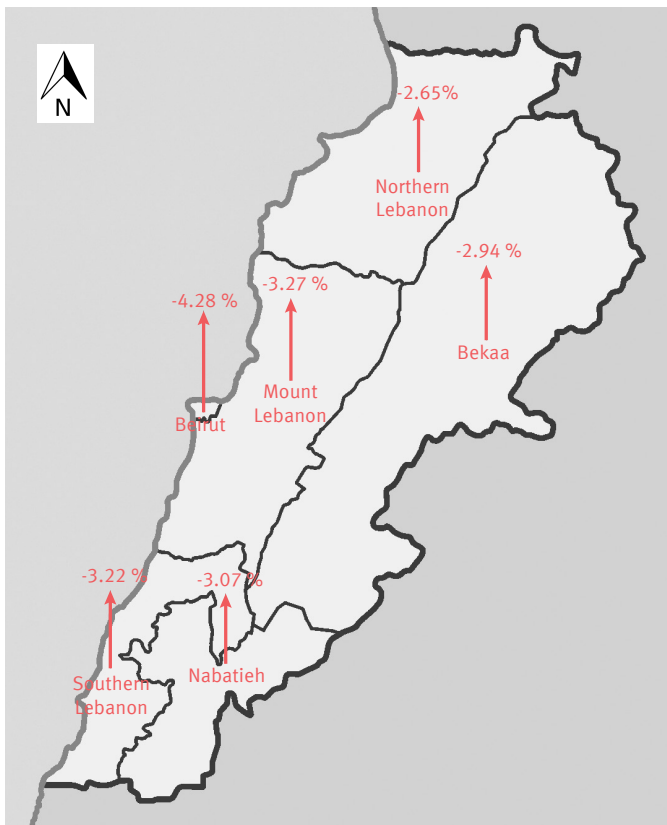 N
-2.65%
Northern
Lebanon
-2.94 %
Bekaa
-3.27 %
Mount
Lebanon
-4.28 %
Beirut
-3.22 %
Southern
Lebanon
-3.07 %
Nabatieh